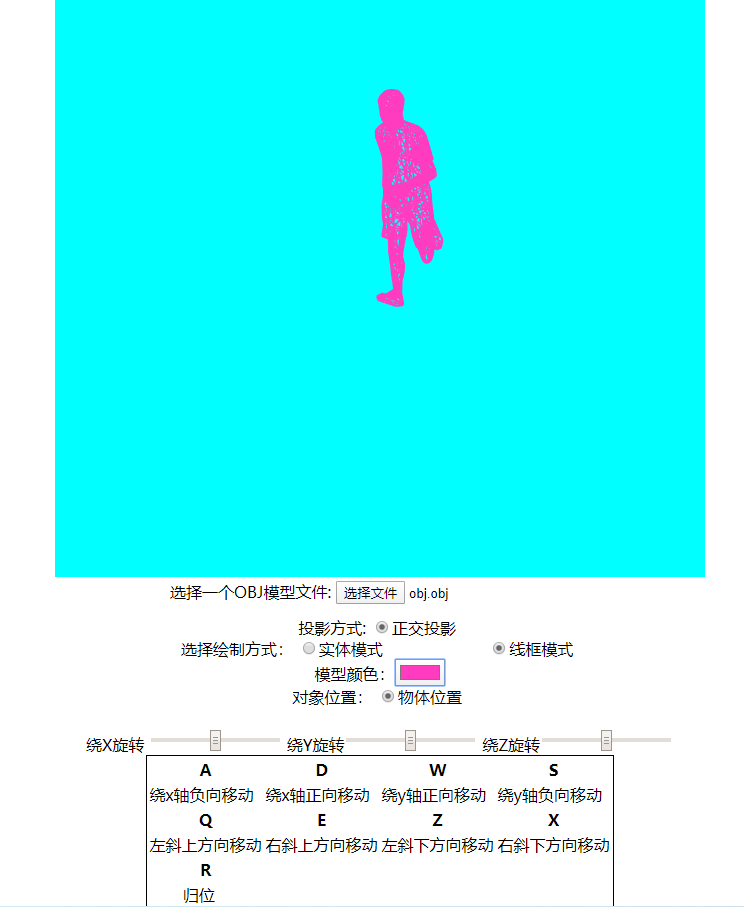 选择一个OBJ模型文件: 选择文件 obj.obj
投影方式: 正交投影
选择绘制方式： 实体模式 线框模式
模型颜色：
对象位置： 物体位置
绕X旋转 绕Y旋转 绕Z旋转
A D W S
绕x轴负向移动 绕x轴正向移动 绕y轴正向移动 绕y轴负向移动
Q E Z X
左斜上方向移动 右斜上方向移动 左斜下方向移动 右斜下方向移动
R
归位